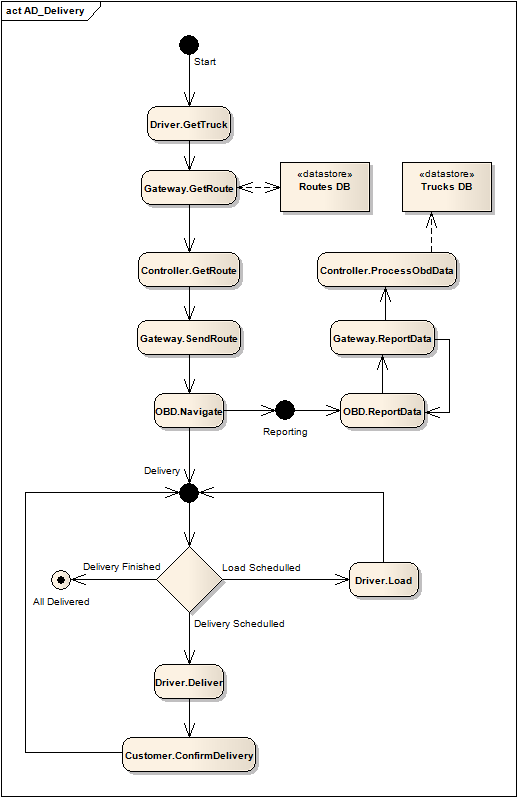 act AD_Delivery
Start
Driver.GetTruck
Gateway.GetRoute
«datastore»
Routes DB
«datastore»
Trucks DB
Controller.GetRoute
Controller.ProcessObdData
Gateway.SendRoute
Gateway.ReportData
OBD.Navigate
OBD.ReportData
Reporting
Delivery
Delivery Finished
Load Schedulled
Driver.Load
All Delivered
Delivery Schedulled
Driver.Deliver
Customer.ConfirmDelivery